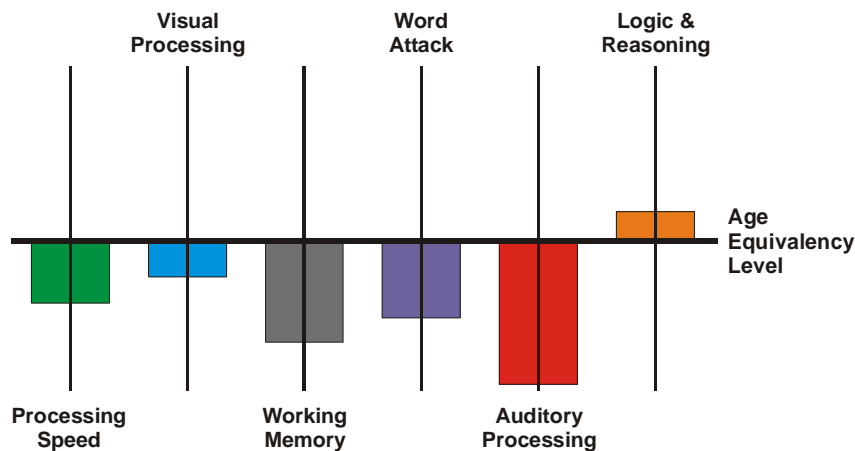 Visual
Processing
Word
Attack
Logic &
Reasoning
Age
Equivalency
Level
Processing
Speed
Working
Memory
Auditory
Processing